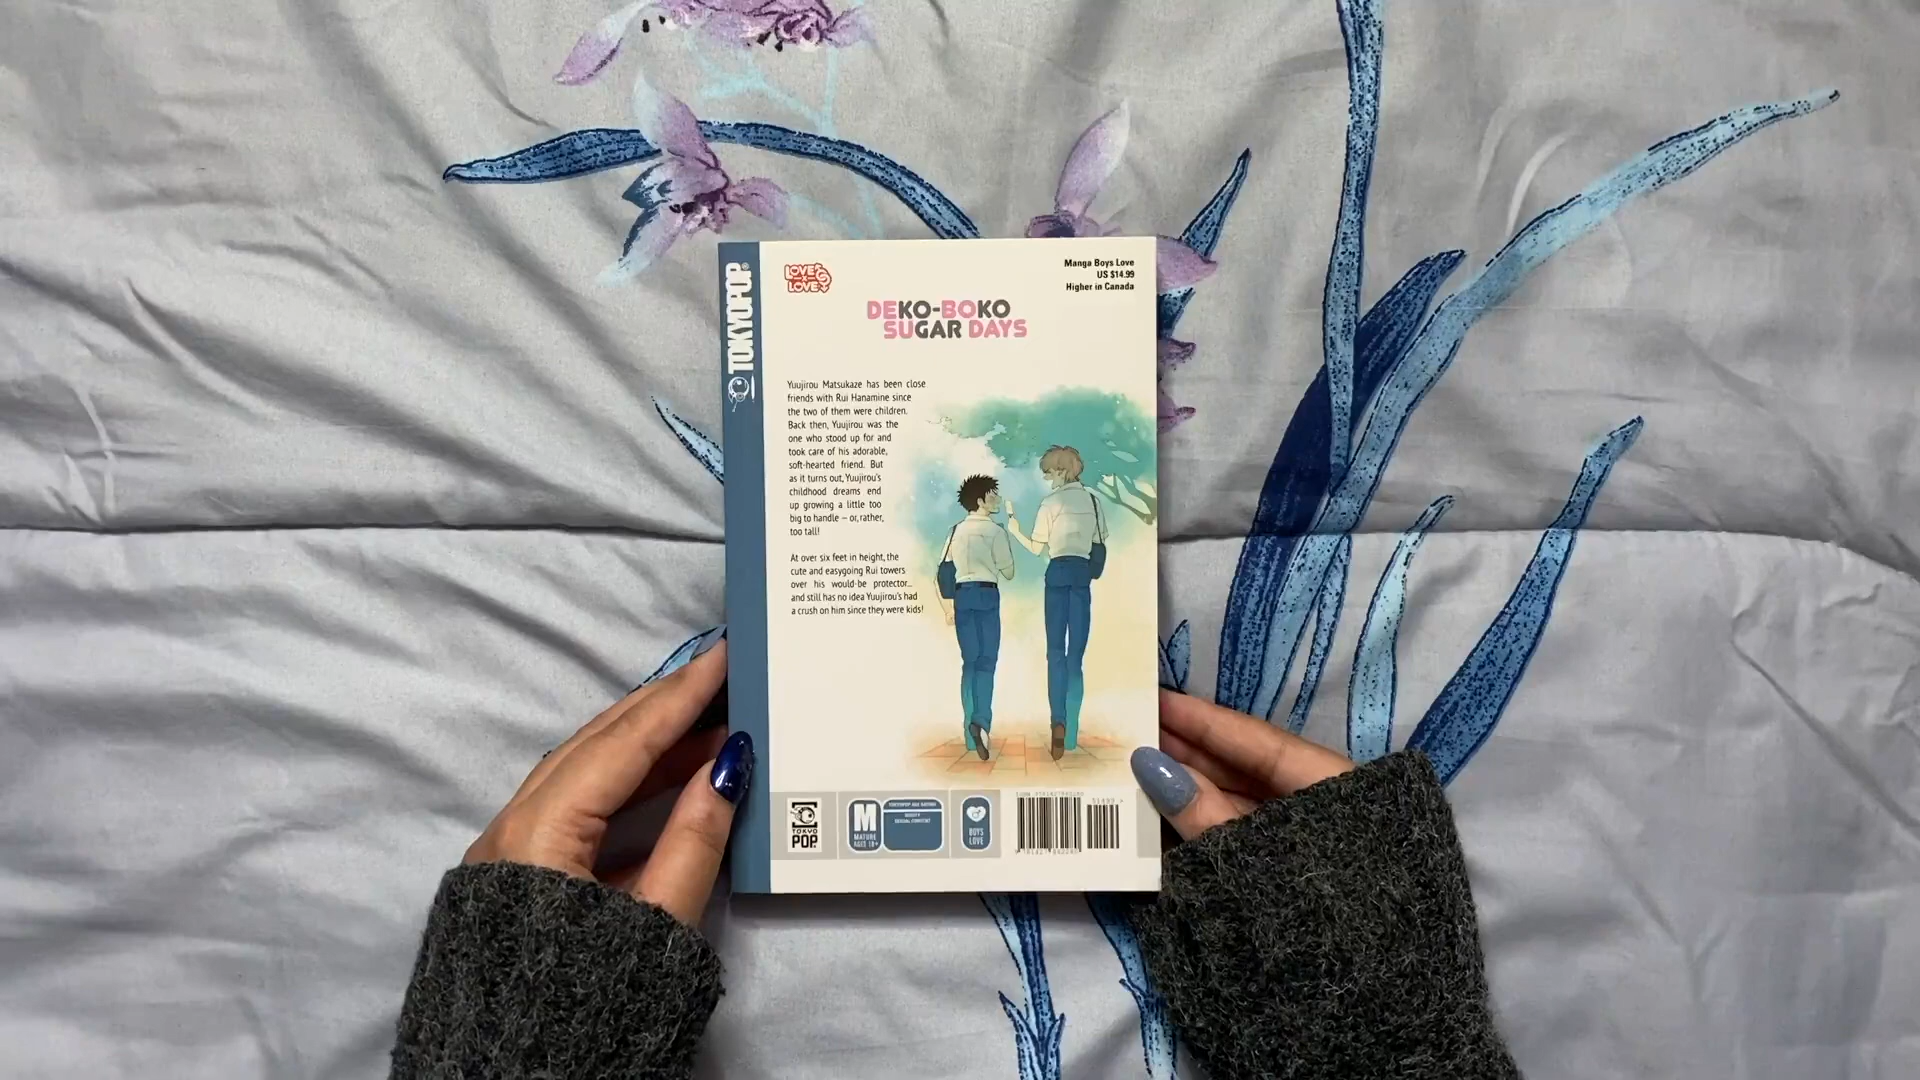 TOKYOPOP®
LOVE
LOVE
Manga Boys Love
US $14.99
Higher in Canada
DEKO-BOKO
SUGAR DAYS
Yuujirou Matsukaze has been close
friends with Rui Hanamine since
the two of them were children.
Back then, Yuujirou was the
one who stood up for and
took care of his adorable,
soft-hearted friend. But
as it turns out, Yuujirou's
childhood dreams end
up growing a little too
big to handle – or, rather,
too tall!
At over six feet in height, the
cute and easygoing Rui towers
over his would-be protector...
and still has no idea Yuujirou's had
a crush on him since they were kids!
TOKYO
POP
M
MATURE
AGES 18+
TOKYOPOP AGE RATING
SEXUAL CONTENT
BOYS
LOVE